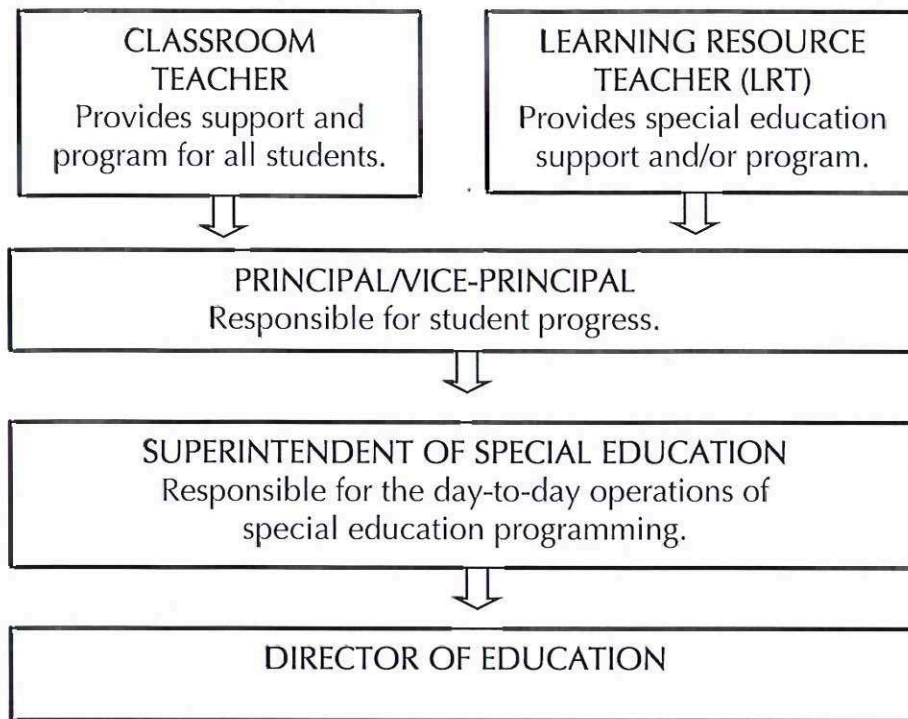 CLASSROOM
TEACHER
Provides support and
program for all students.
LEARNING RESOURCE
TEACHER (LRT)
Provides special education
support and/or program.
PRINCIPAL/VICE-PRINCIPAL
Responsible for student progress.
SUPERINTENDENT OF SPECIAL EDUCATION
Responsible for the day-to-day operations of
special education programming.
DIRECTOR OF EDUCATION